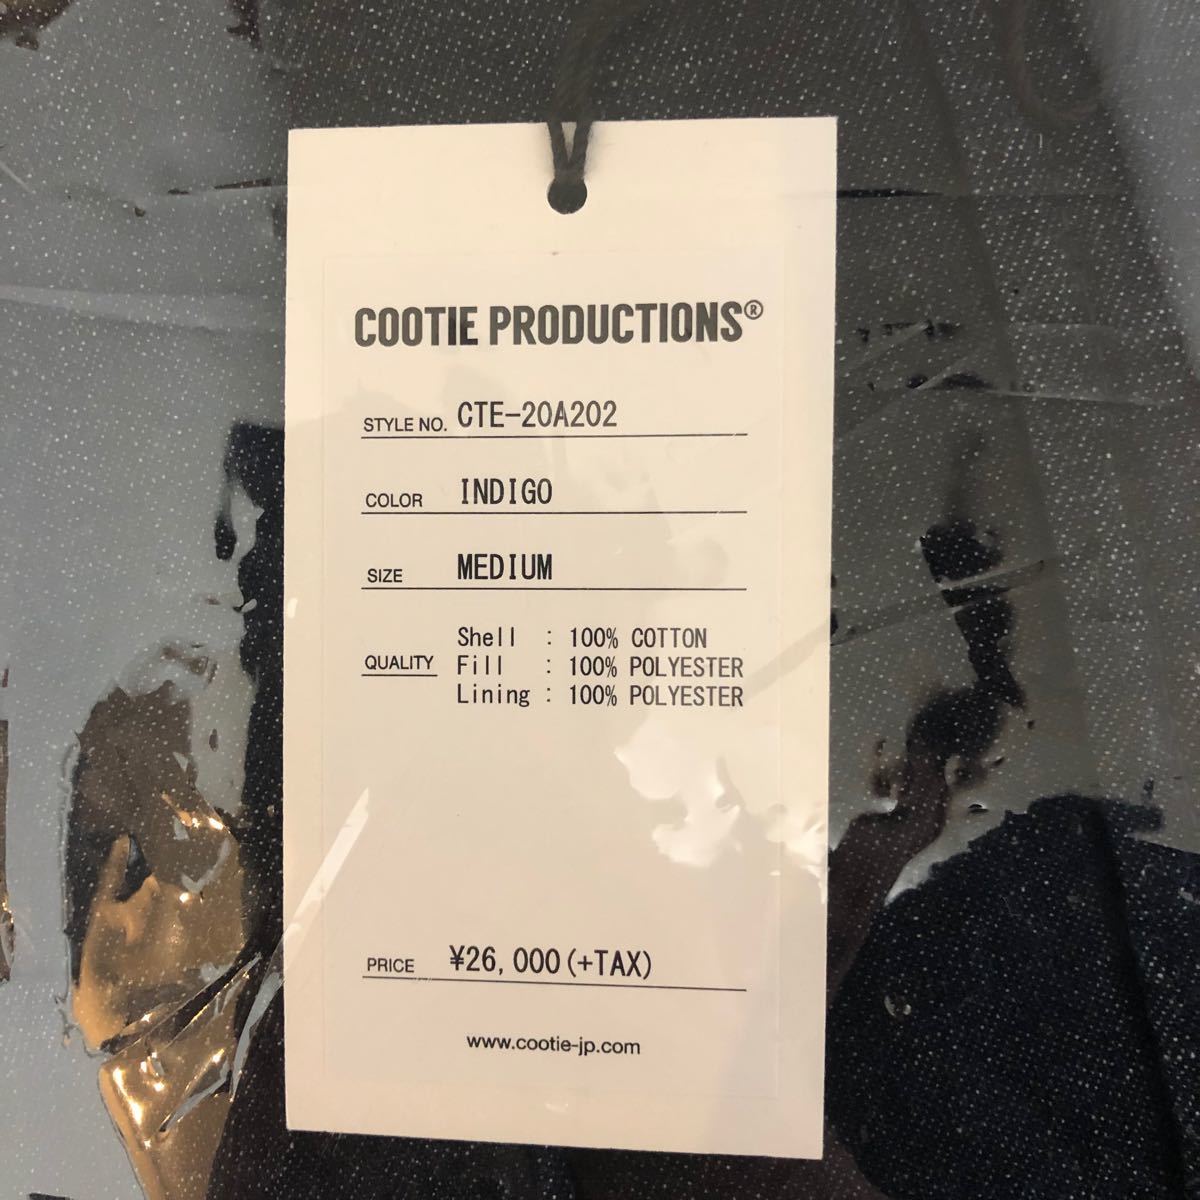 COOTIE PRODUCTIONS®
STYLE NO. CTE-20A202
COLOR INDIGO
SIZE MEDIUM
QUALITY Shell : 100% COTTON
Fill : 100% POLYESTER
Lining : 100% POLYESTER
PRICE ¥26,000(+TAX)
www.cootie-jp.com